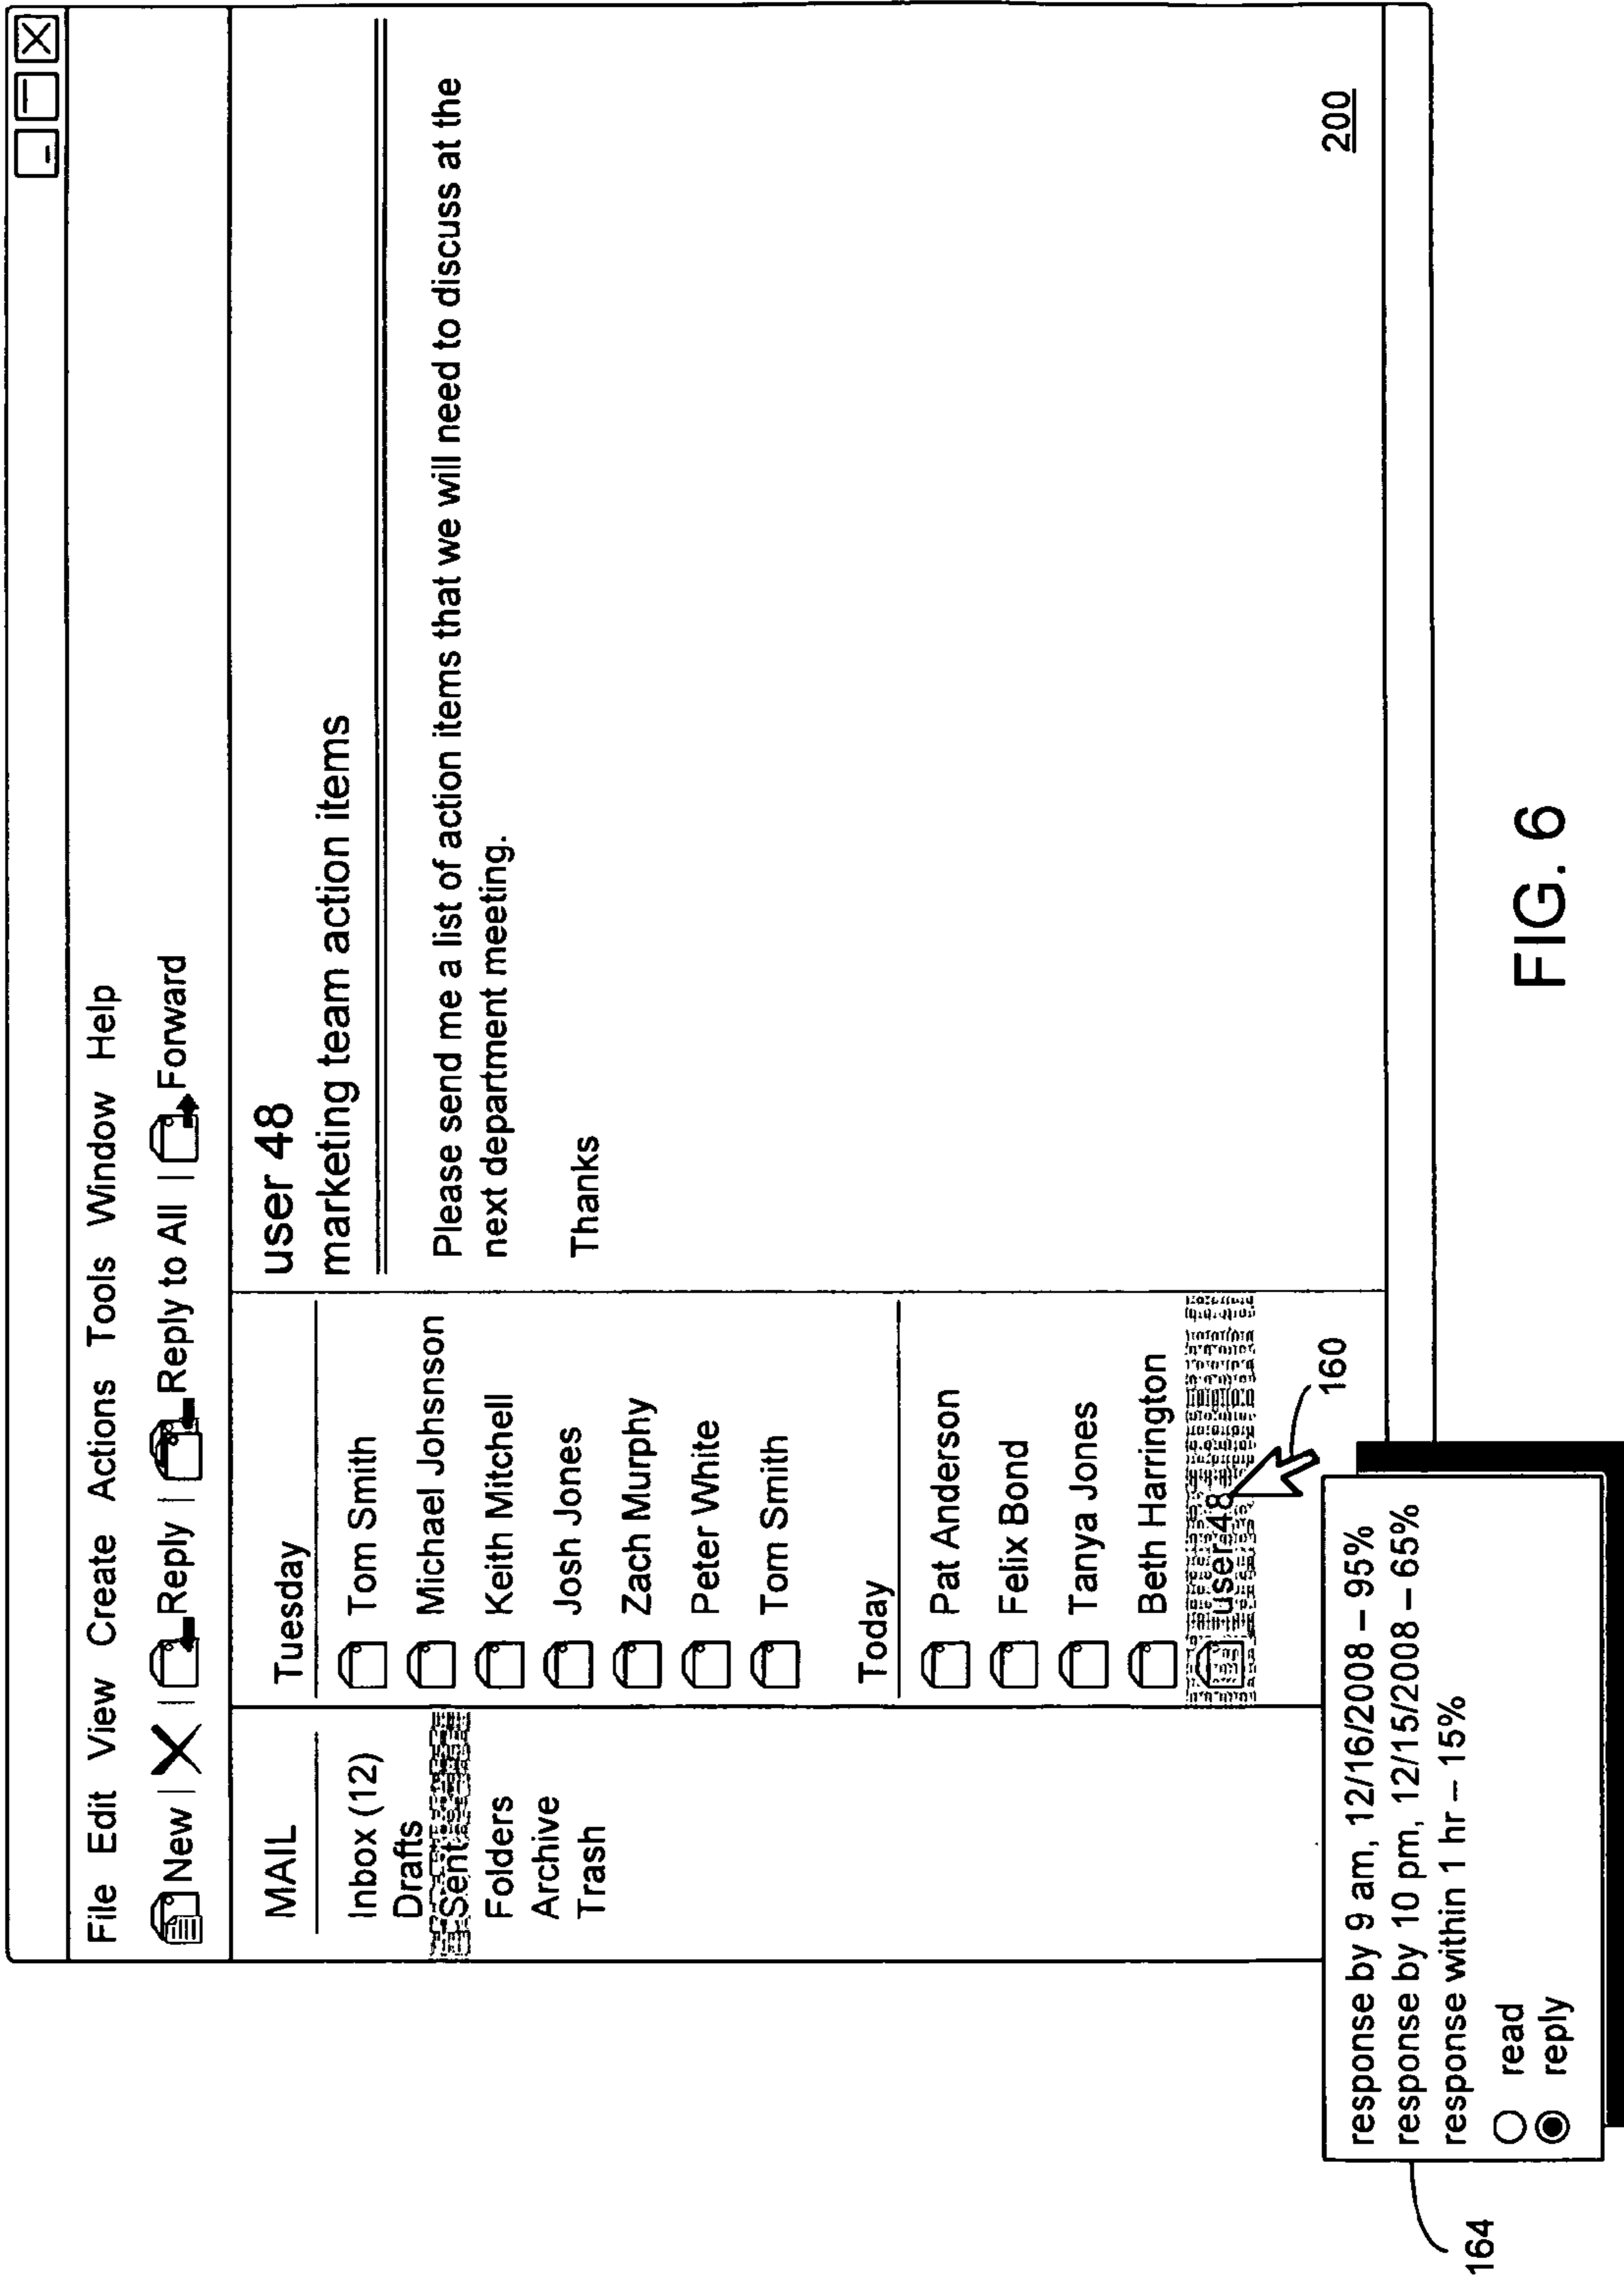 File Edit View Create Actions Tools Window Help
New | | Reply | Reply to All | Forward
MAIL
Inbox (12)
Drafts
Sent
Folders
Archive
Trash
Tuesday
Tom Smith
Michael Johsnson
Keith Mitchell
Josh Jones
Zach Murphy
Peter White
Tom Smith
Today
Pat Anderson
Felix Bond
Tanya Jones
Beth Harrington
user 48
user 48
marketing team action items
Please send me a list of action items that we will need to discuss at the
next department meeting.
Thanks
200
160
response by 9 am, 12/16/2008 – 95%
response by 10 pm, 12/15/2008 – 65%
response within 1 hr – 15%
read
reply
164
FIG. 6